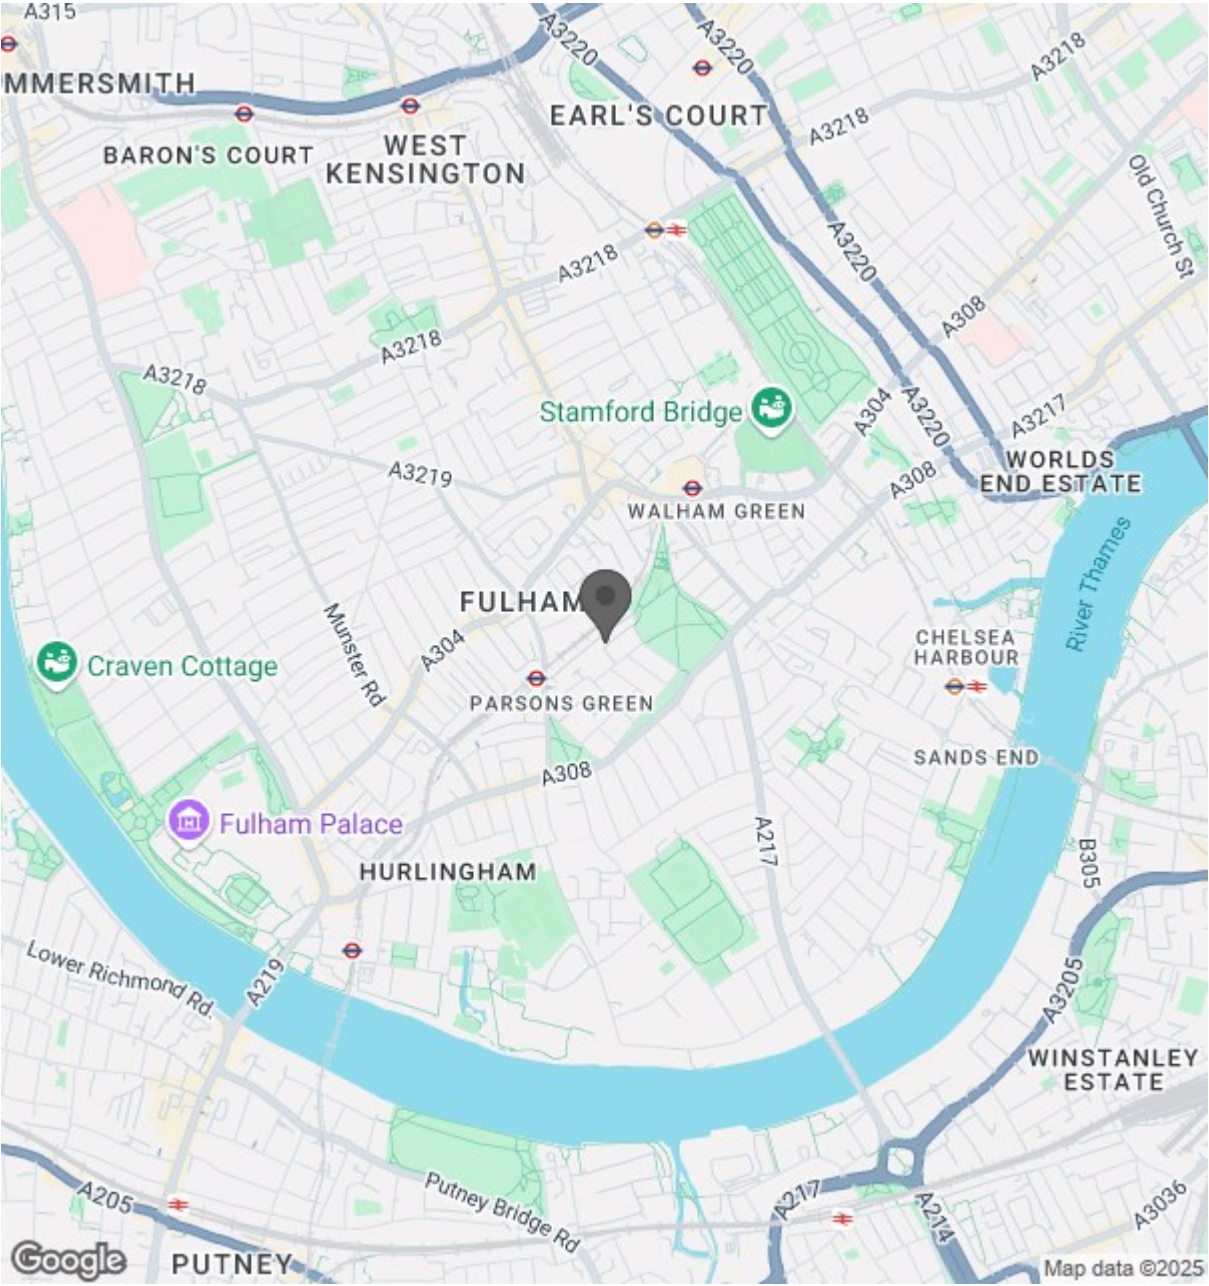 A315
A3220
A3220
A3218
MMERSMITH
EARL'S COURT
A3218
BARON'S COURT
WEST
KENSINGTON
Old Church St
A3218
A3220
A308
A3218
A3218
Stamford Bridge
A304
A3220
A3217
A3219
WORLDS
END ESTATE
A308
WALHAM GREEN
River Thames
FULHAM
Munster Rd
A304
CHELSEA
HARBOUR
Craven Cottage
PARSONS GREEN
SANDS END
A308
Fulham Palace
A217
B305
HURLINGHAM
Lower Richmond Rd.
A219
A3205
WINSTANLEY
ESTATE
A205
Putney Bridge Rd
A217
A214
A3036
PUTNEY
Google
Map data ©2025